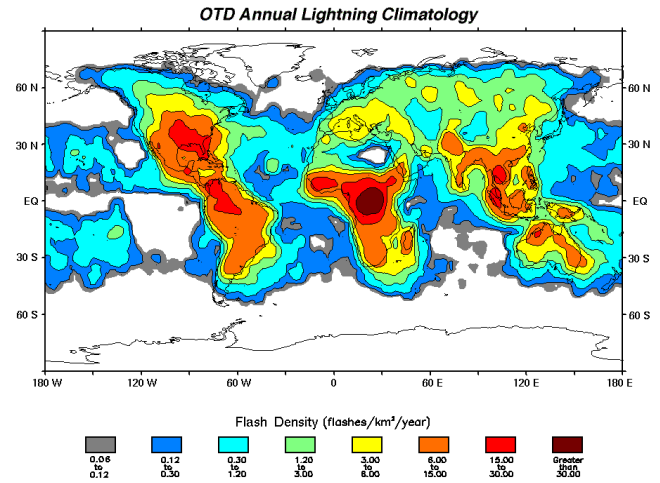 OTD Annual Lightning Climatology
60 N
60 N
30 N
30 N
EQ
EQ
30 S
30 S
60 S
60 S
180 W
120 W
60 W
0
60 E
120 E
180 E
Flash Density (flashes/km²/year)
0.06 to 0.12
0.12 to 0.30
0.30 to 1.20
1.20 to 3.00
3.00 to 6.00
6.00 to 15.00
15.00 to 30.00
Greater than 30.00